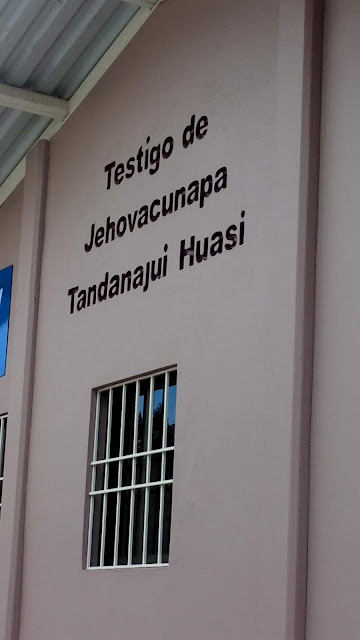 Testigo de
Jehovacunapa
Tandanajui Huasi